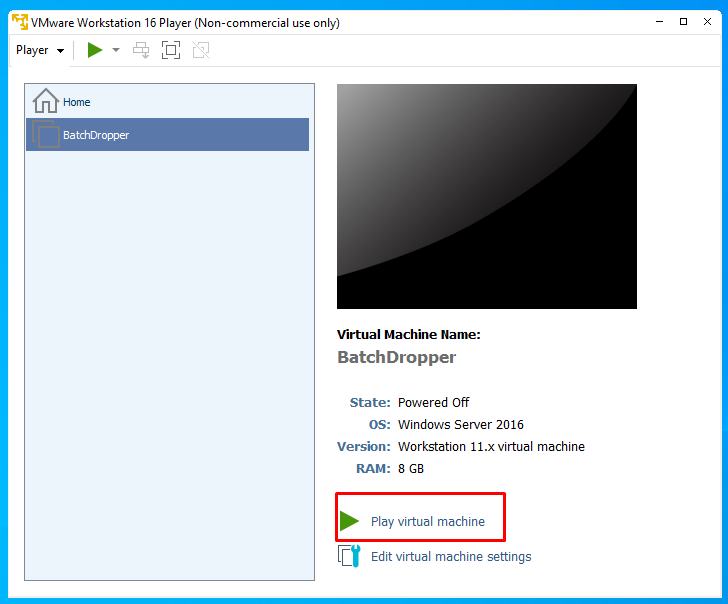 VMware Workstation 16 Player (Non-commercial use only)
Player
Home
BatchDropper
Virtual Machine Name:
BatchDropper
State: Powered Off
OS: Windows Server 2016
Version: Workstation 11.x virtual machine
RAM: 8 GB
Play virtual machine
Edit virtual machine settings